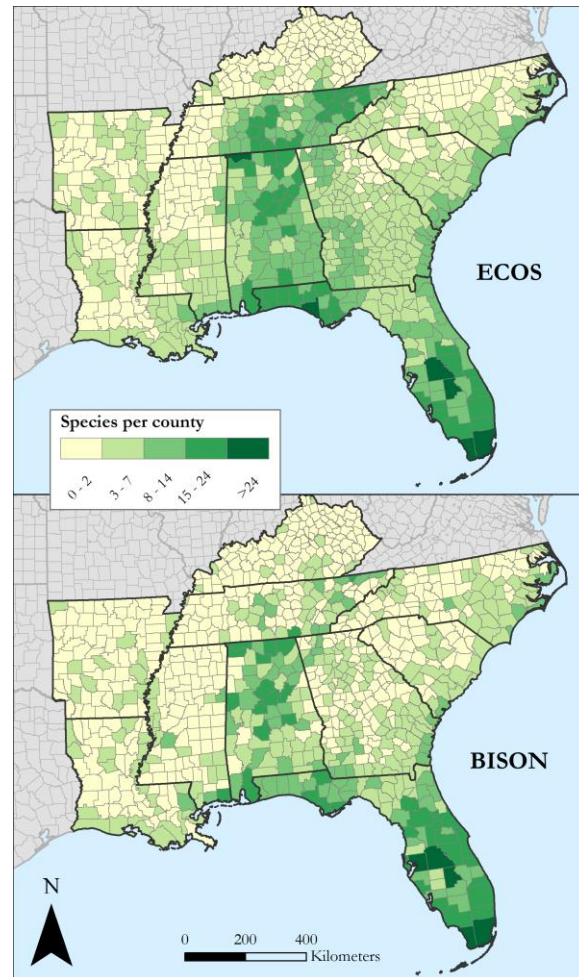 ECOS
Species per county
0 - 2
3 - 7
8 - 14
15 - 24
>24
BISON
N
0 200 400
Kilometers